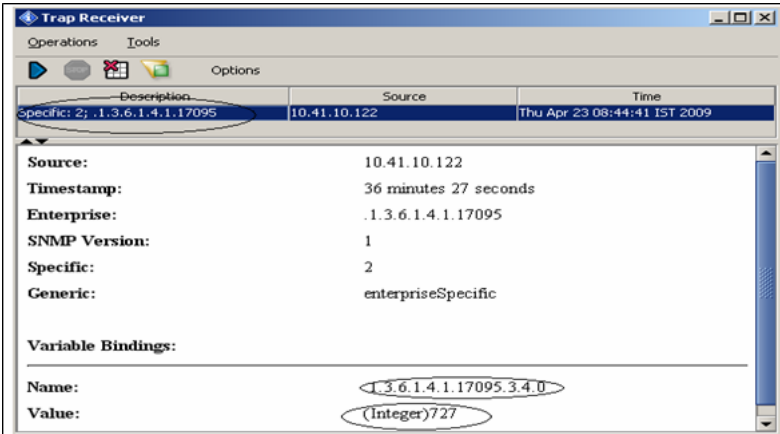 Trap Receiver
Operations Tools
STOP Options
Description Source Time
Specific: 2; .1.3.6.1.4.1.17095 10.41.10.122 Thu Apr 23 08:44:41 IST 2009
Source: 10.41.10.122
Timestamp: 36 minutes 27 seconds
Enterprise: .1.3.6.1.4.1.17095
SNMP Version: 1
Specific: 2
Generic: enterpriseSpecific
Variable Bindings:
Name: .1.3.6.1.4.1.17095.3.4.0
Value: (Integer)727